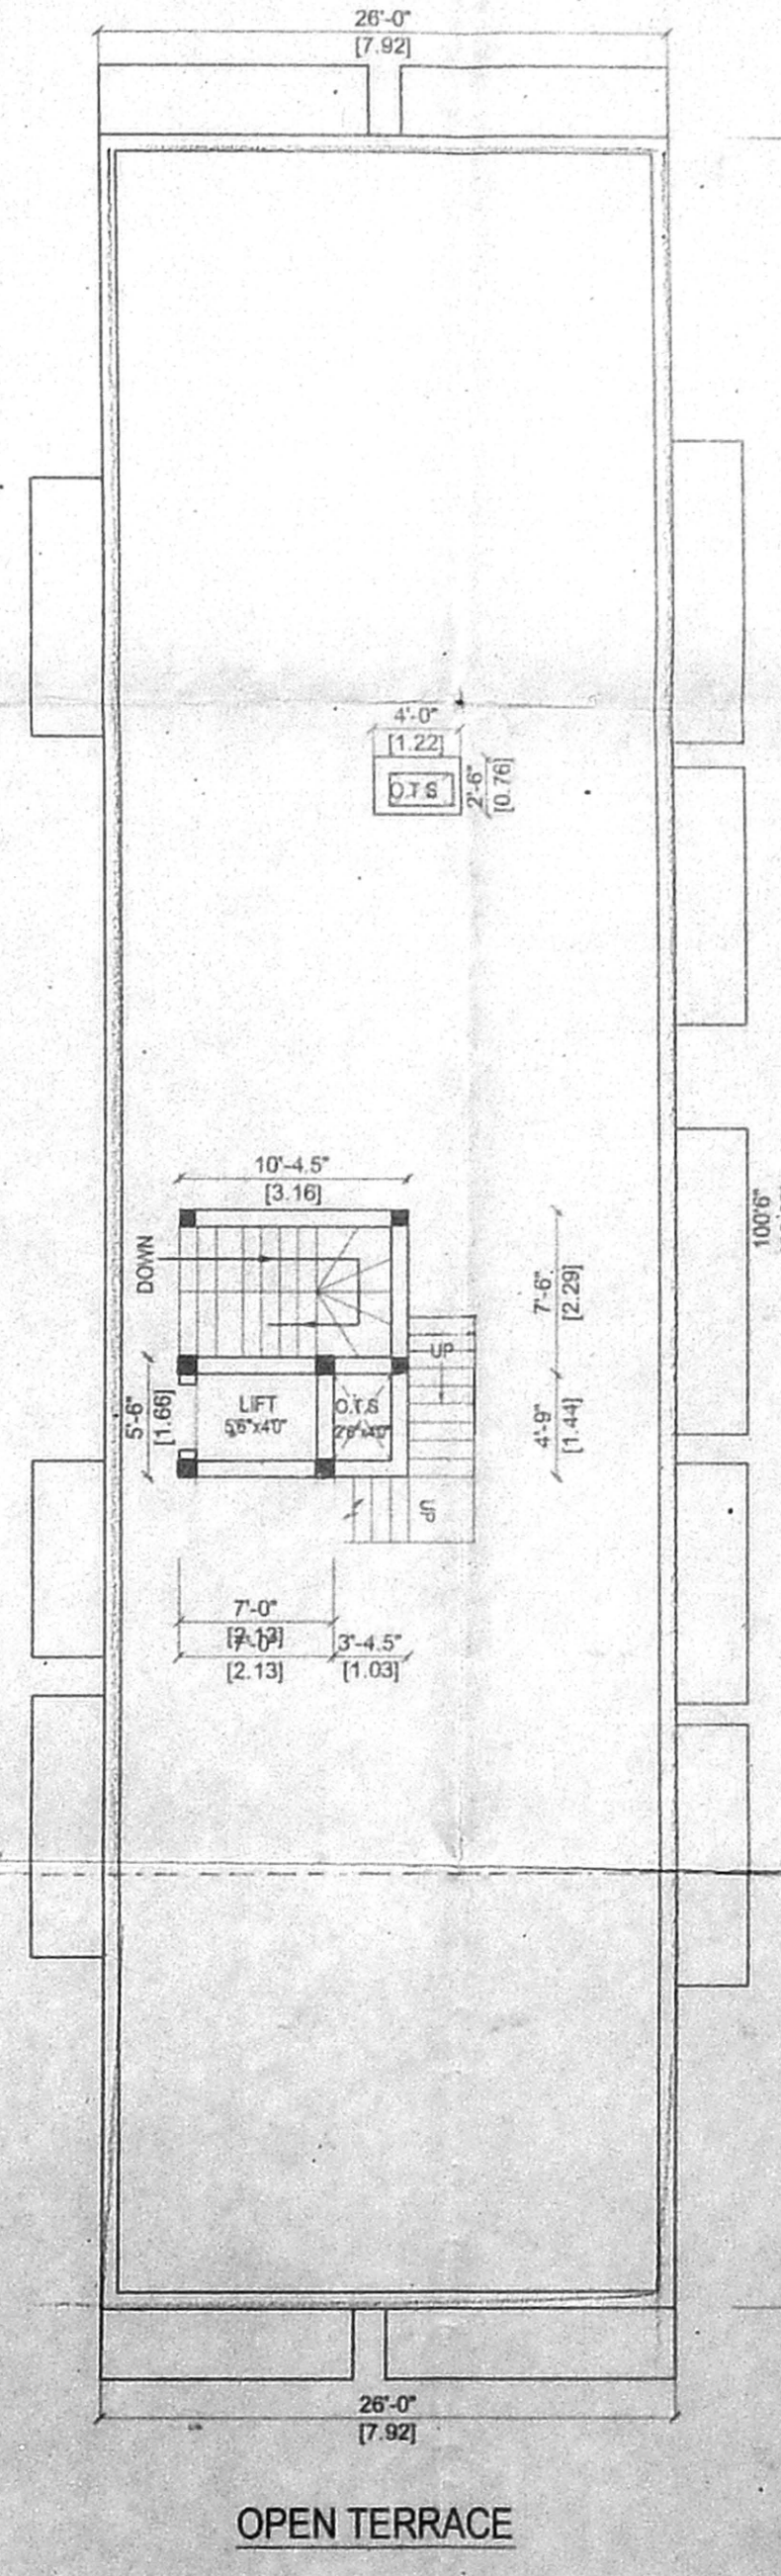 26'-0"
[7.92]
4'-0"
[1.22]
O.T.S
2'-6"
[0.76]
10'-4.5"
[3.16]
DOWN
7'-6"
[2.29]
100'6"
UP
LIFT
5'6"x4'0"
O.T.S
2'6"x4'0"
5'-6"
[1.66]
4'-9"
[1.44]
UP
7'-0"
[2.13]
7'-0"
[2.13]
3'-4.5"
[1.03]
26'-0"
[7.92]
OPEN TERRACE